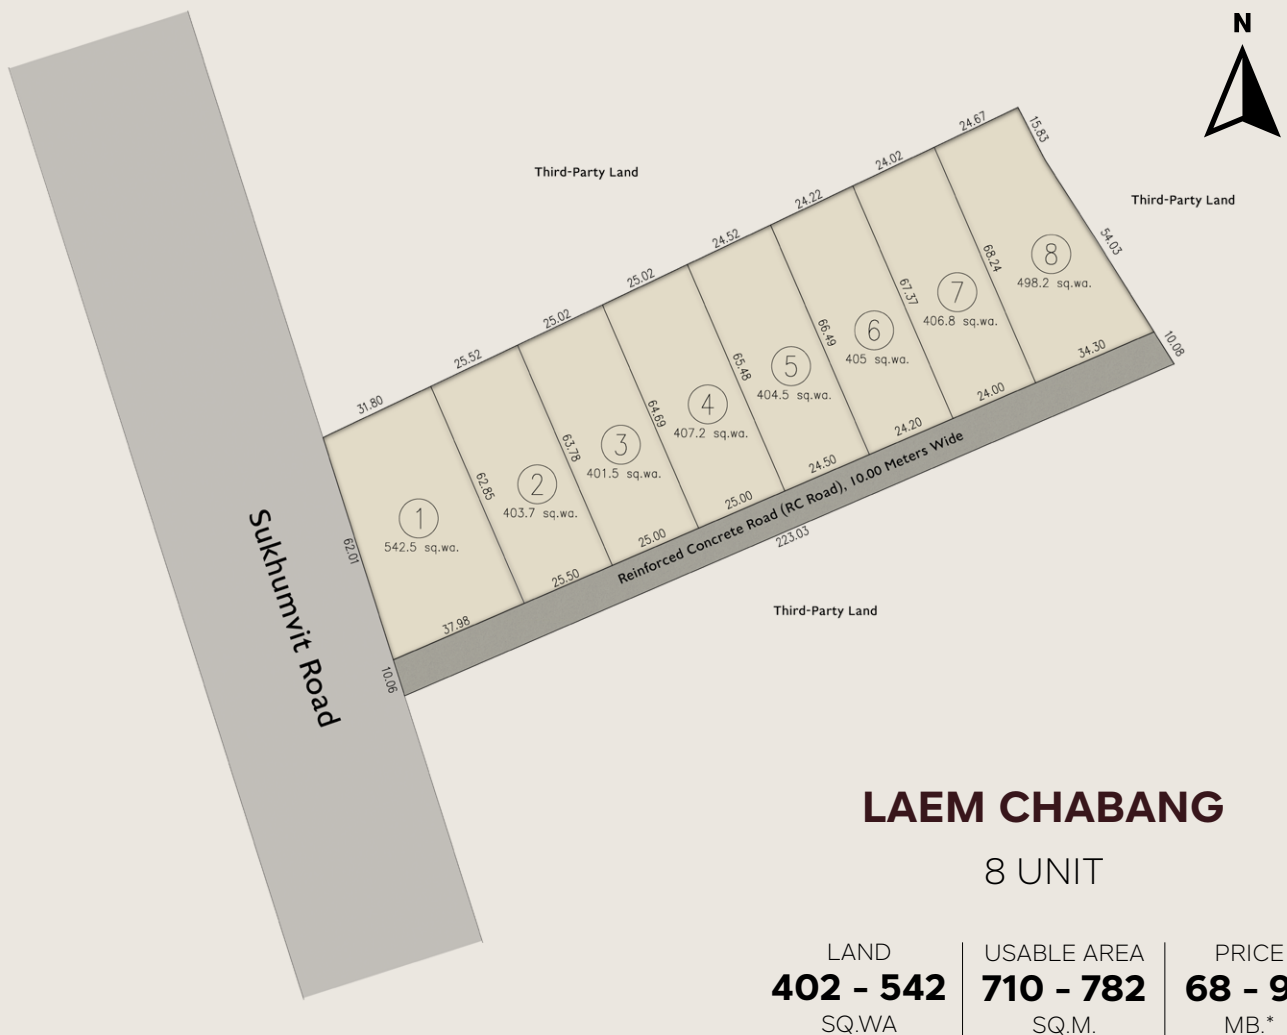 N
Third-Party Land
Third-Party Land
24.67
15.83
24.02
24.22
24.52
25.02
25.02
25.52
31.80
54.03
68.24
67.37
66.49
65.48
64.69
63.78
62.85
62.01
8
498.2 sq.wa.
7
406.8 sq.wa.
6
405 sq.wa.
5
404.5 sq.wa.
4
407.2 sq.wa.
3
401.5 sq.wa.
2
403.7 sq.wa.
1
542.5 sq.wa.
10.08
34.30
24.00
24.20
24.50
25.00
25.00
25.50
37.98
10.06
Reinforced Concrete Road (RC Road), 10.00 Meters Wide
223.03
Third-Party Land
Sukhumvit Road
LAEM CHABANG
8 UNIT
LAND
402 - 542
SQ.WA
USABLE AREA
710 - 782
SQ.M.
PRICE
68 - 9
MB.*